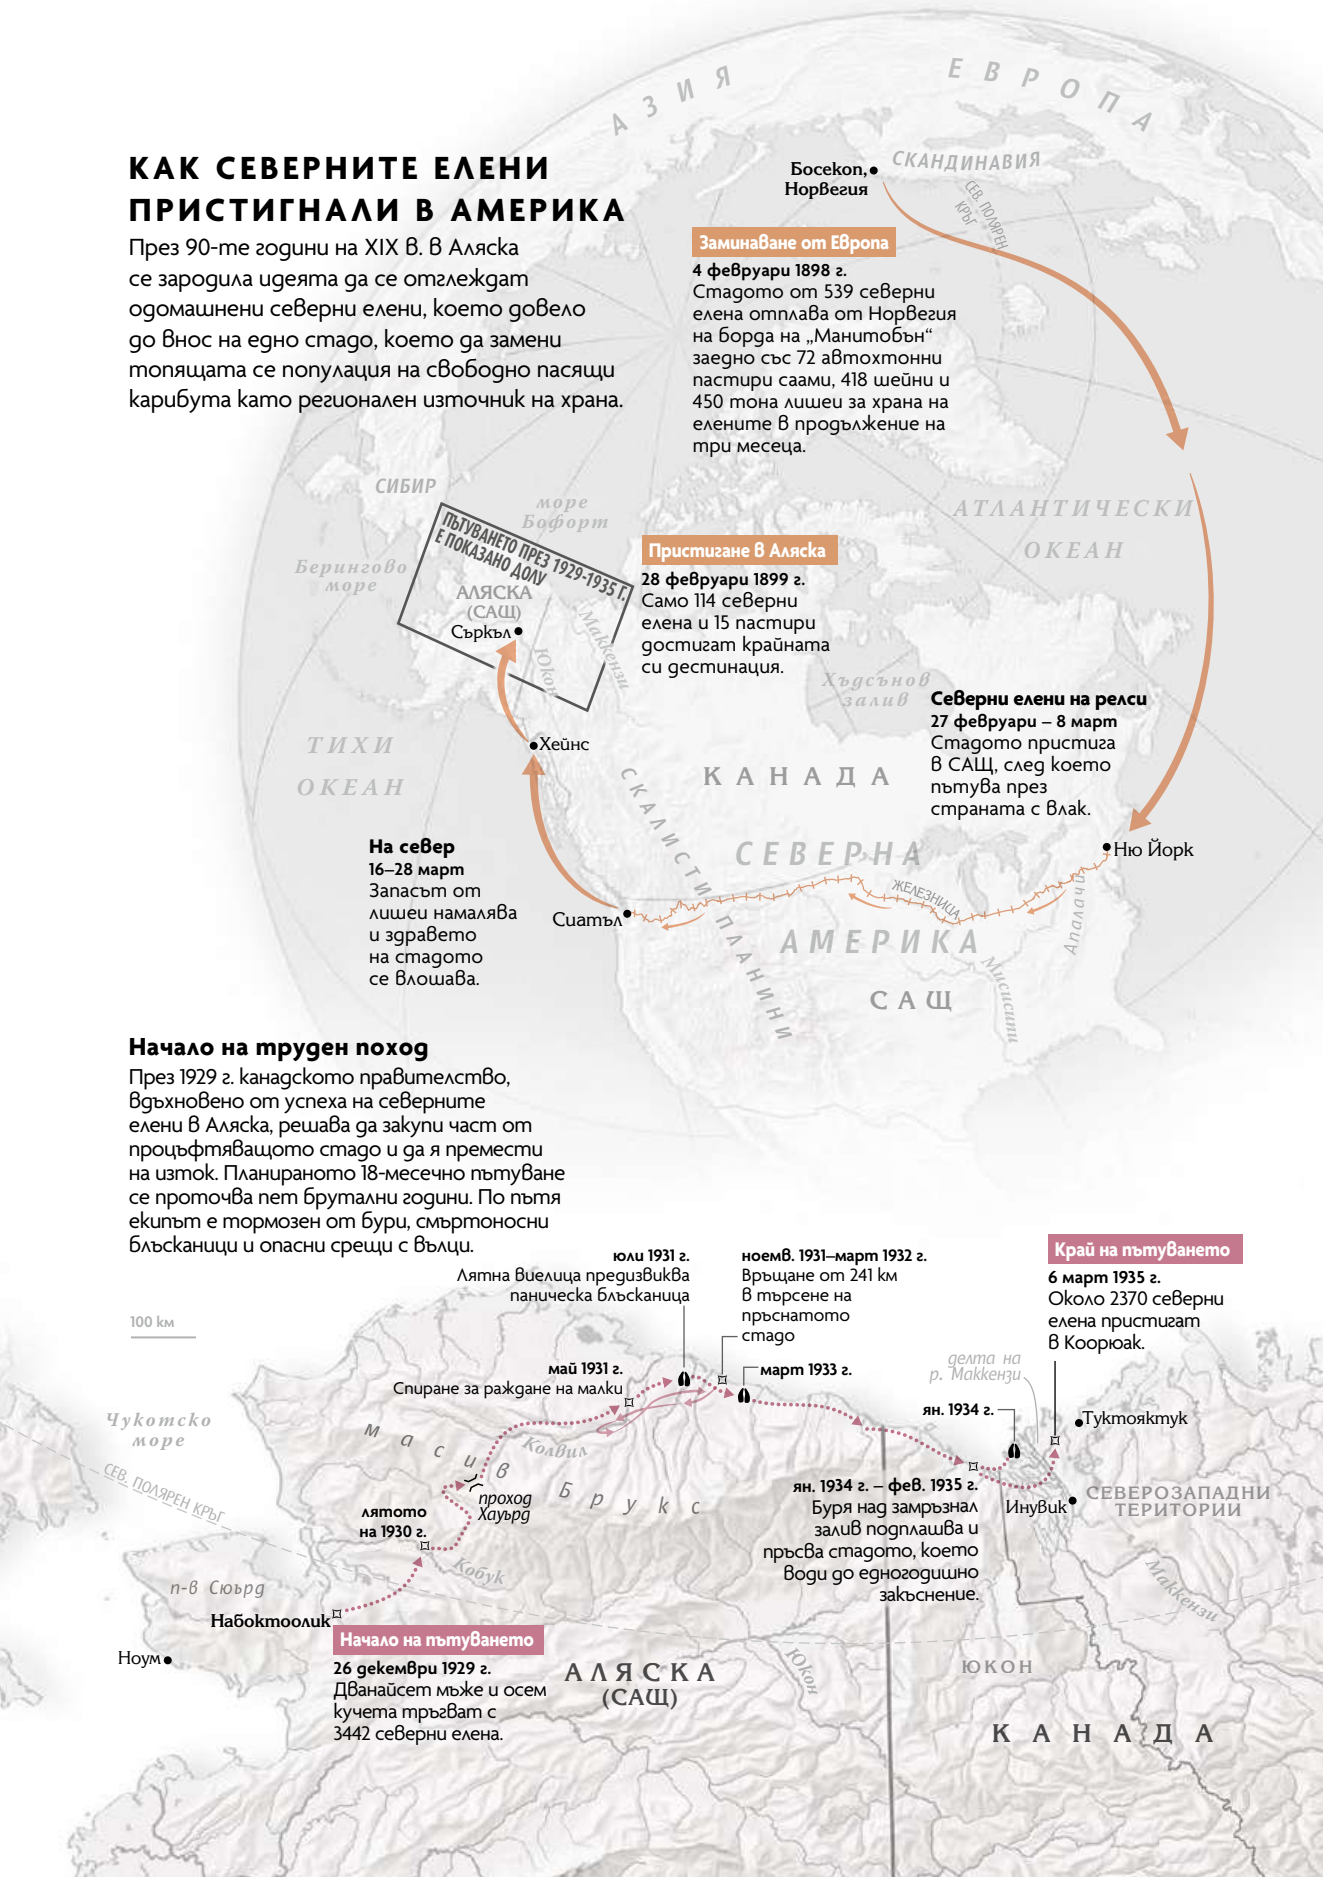 АЗИЯ
ЕВРОПА
КАК СЕВЕРНИТЕ ЕЛЕНИ
ПРИСТИГНАЛИ В АМЕРИКА
През 90-те години на XIX в. в Аляска
се зародила идеята да се отглеждат
одомашнени северни елени, което довело
до внос на едно стадо, което да замени
топящата се популация на свободно пасящи
карибута като регионален източник на храна.
Босекоп,
Норвегия
СКАНДИНАВИЯ
СЕВ. ПОЛЯРЕН
КРЪГ
Заминаване от Европа
4 февруари 1898 г.
Стадото от 539 северни
елена отплава от Норвегия
на борда на „Манитобън“
заедно със 72 автохтонни
пастири саами, 418 шейни и
450 тона лишеи за храна на
елените в продължение на
три месеца.
СИБИР
море
Бофорт
АТЛАНТИЧЕСКИ
ОКЕАН
Берингово
море
ПЪТУВАНЕТО ПРЕЗ 1929-1935 Г.
Е ПОКАЗАНО ДОЛУ
АЛЯСКА
(САЩ)
Съркъл
Юкон
Маккензи
Пристигане в Аляска
28 февруари 1899 г.
Само 114 северни
елена и 15 пастири
достигат крайната
си дестинация.
Хъдсънов
залив
Северни елени на релси
27 февруари – 8 март
Стадото пристига
в САЩ, след което
пътува през
страната с влак.
ТИХИ
ОКЕАН
Хейнс
КАНАДА
СКАЛИСТИ ПЛАНИНИ
СЕВЕРНА
АМЕРИКА
Ню Йорк
ЖЕЛЕЗНИЦА
Апалачи
На север
16–28 март
Запасът от
лишеи намалява
и здравето
на стадото
се влошава.
Сиатъл
САЩ
Мисисипи
Начало на труден поход
През 1929 г. канадското правителство,
вдъхновено от успеха на северните
елени в Аляска, решава да закупи част от
процъфтяващото стадо и да я премести
на изток. Планираното 18-месечно пътуване
се проточва пет брутални години. По пътя
екипът е тормозен от бури, смъртоносни
блъсканици и опасни срещи с вълци.
юли 1931 г.
Лятна виелица предизвиква
паническа блъсканица
ноемв. 1931–март 1932 г.
Връщане от 241 км
в търсене на
пръснатото
стадо
Край на пътуването
6 март 1935 г.
Около 2370 северни
елена пристигат
в Коорюак.
100 км
май 1931 г.
Спиране за раждане на малки
март 1933 г.
делта на
р. Маккензи
ян. 1934 г.
Туктояктук
Чукотско
море
СЕВ. ПОЛЯРЕН КРЪГ
масив Брукс
Колвил
проход
Хауърд
лятото
на 1930 г.
Кобук
ян. 1934 г. – фев. 1935 г.
Буря над замръзнал
залив подплашва и
пръсва стадото, което
води до едногодишно
закъснение.
Инувик
СЕВЕРОЗАПАДНИ
ТЕРИТОРИИ
Маккензи
п-в Сюърд
Набоктоолик
Ноум
Начало на пътуването
26 декември 1929 г.
Дванайсет мъже и осем
кучета тръгват с
3442 северни елена.
АЛЯСКА
(САЩ)
Юкон
ЮКОН
КАНАДА